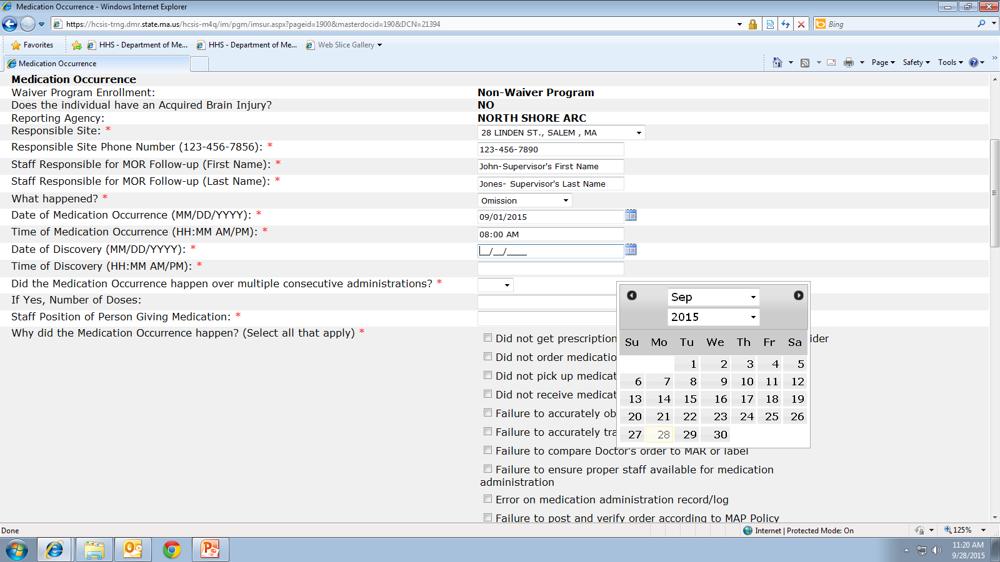 Medication Occurrence - Windows Internet Explorer
https://hcsis-trng.dmr.state.ma.us/hcsis-m4q/im/pgm/imsur.aspx?pageid=1900&masterdocid=190&DCN=21394
Bing
Favorites
HHS - Department of Me...
HHS - Department of Me...
Web Slice Gallery
Medication Occurrence
Page
Safety
Tools
Medication Occurrence
Waiver Program Enrollment: Non-Waiver Program
Does the individual have an Acquired Brain Injury? NO
Reporting Agency: NORTH SHORE ARC
Responsible Site: * 28 LINDEN ST., SALEM , MA
Responsible Site Phone Number (123-456-7856): * 123-456-7890
Staff Responsible for MOR Follow-up (First Name): * John-Supervisor's First Name
Staff Responsible for MOR Follow-up (Last Name): * Jones- Supervisor's Last Name
What happened? * Omission
Date of Medication Occurrence (MM/DD/YYYY): * 09/01/2015
Time of Medication Occurrence (HH:MM AM/PM): * 08:00 AM
Date of Discovery (MM/DD/YYYY): * __/__/____
Time of Discovery (HH:MM AM/PM): *
Did the Medication Occurrence happen over multiple consecutive administrations? *
If Yes, Number of Doses:
Staff Position of Person Giving Medication: *
Why did the Medication Occurrence happen? (Select all that apply) *
Did not get prescription
ider
Did not order medicatio
Did not pick up medicat
Did not receive medicat
Failure to accurately ob
Failure to accurately tra
Failure to compare Doctor's order to MAR or label
Failure to ensure proper staff available for medication
administration
Error on medication administration record/log
Failure to post and verify order according to MAP Policy
Sep
2015
Su Mo Tu We Th Fr Sa
1 2 3 4 5
6 7 8 9 10 11 12
13 14 15 16 17 18 19
20 21 22 23 24 25 26
27 28 29 30
Done
Internet | Protected Mode: On
125%
11:20 AM
9/28/2015